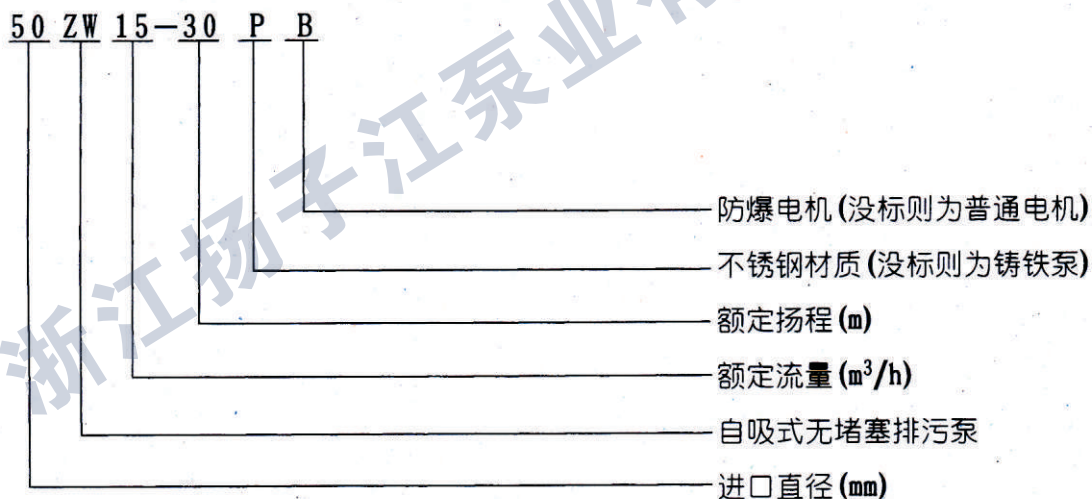 50 ZW 15-30 P B
防爆电机(没标则为普通电机)
不锈钢材质(没标则为铸铁泵)
额定扬程(m)
额定流量(m³/h)
自吸式无堵塞排污泵
进口直径(mm)
浙江扬子江泵业有